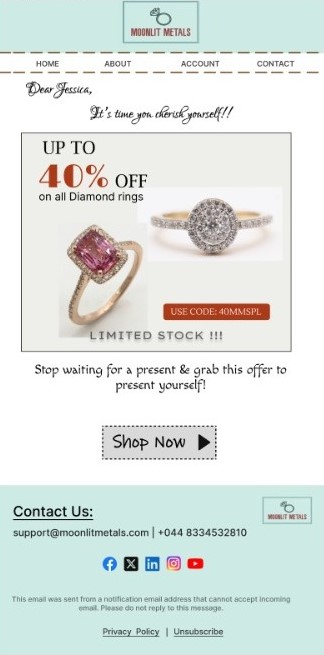 MOONLIT METALS
HOME ABOUT ACCOUNT CONTACT
Dear Jessica,
It's time you cherish yourself!!
UP TO
40% OFF
on all Diamond rings
USE CODE: 40MMSPL
LIMITED STOCK !!!
Stop waiting for a present & grab this offer to
present yourself!
Shop Now
Contact Us:
MOONLIT METALS
support@moonlitmetals.com | +044 8334532810
This email was sent from a notification email address that cannot accept incoming
email. Please do not reply to this message.
Privacy Policy | Unsubscribe